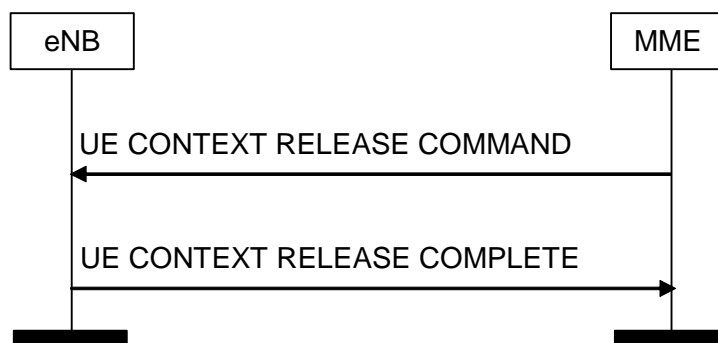 eNB
MME
UE CONTEXT RELEASE COMMAND
UE CONTEXT RELEASE COMPLETE